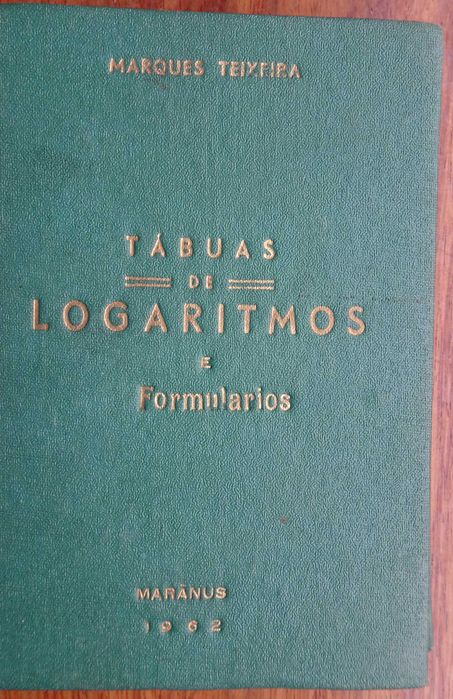 MARQUES TEIXEIRA
TÁBUAS
DE
LOGARITMOS
E
Formularios
MARÂNUS
1962